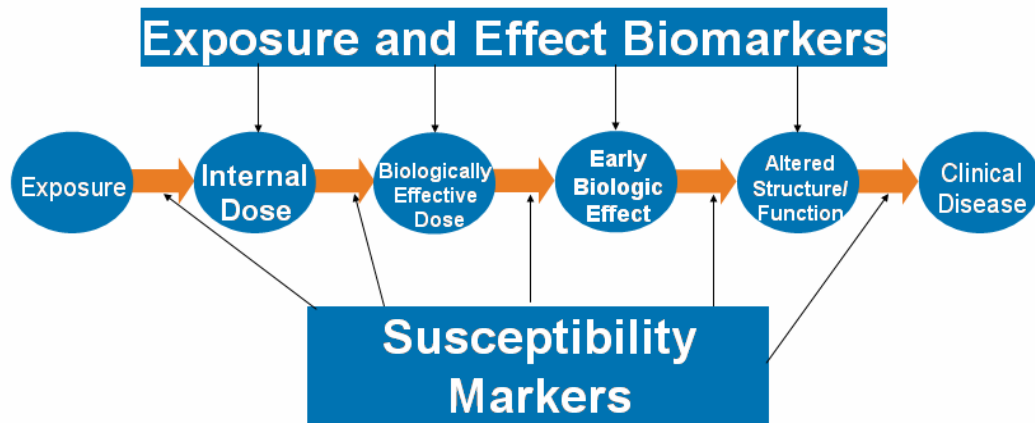 Exposure and Effect Biomarkers
Exposure
Internal
Dose
Biologically
Effective
Dose
Early
Biologic
Effect
Altered
Structure/
Function
Clinical
Disease
Susceptibility
Markers